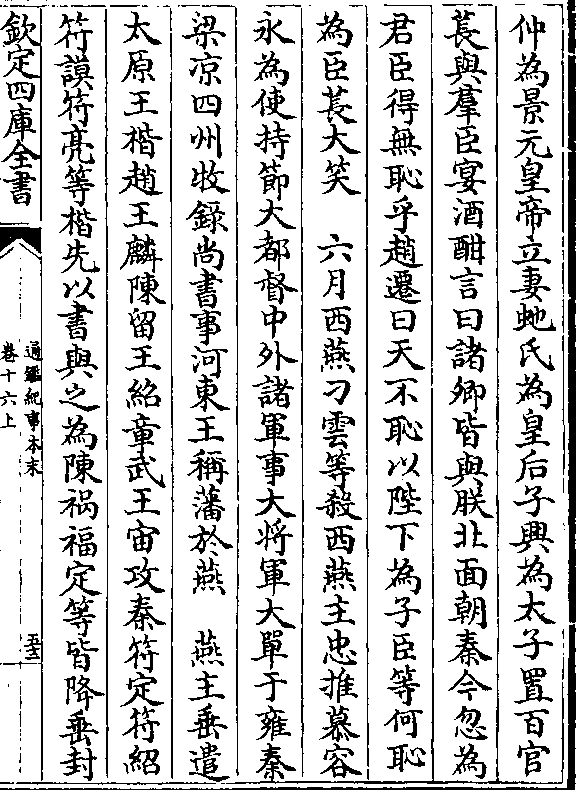 仲為景元皇帝立妻虵氏為皇后子興為太子置百官
萇與羣臣宴酒酣言曰諸卿皆與朕北面朝秦今忽為
君臣得無恥乎趙遷曰天不恥以陛下為子臣等何恥
為臣萇大笑　六月西燕刁雲等殺西燕主忠推慕容
永為使持節大都督中外諸軍事大將軍大單于雍秦
梁凉四州牧録尚書事河東王稱藩於燕　燕主垂遣
太原王楷趙王麟陳留王紹章武王宙攻秦符定符紹
符謨符亮等楷先以書與之為陳禍福定等皆降垂封
欽定四庫全書
通鑑紀事本末
卷十六上